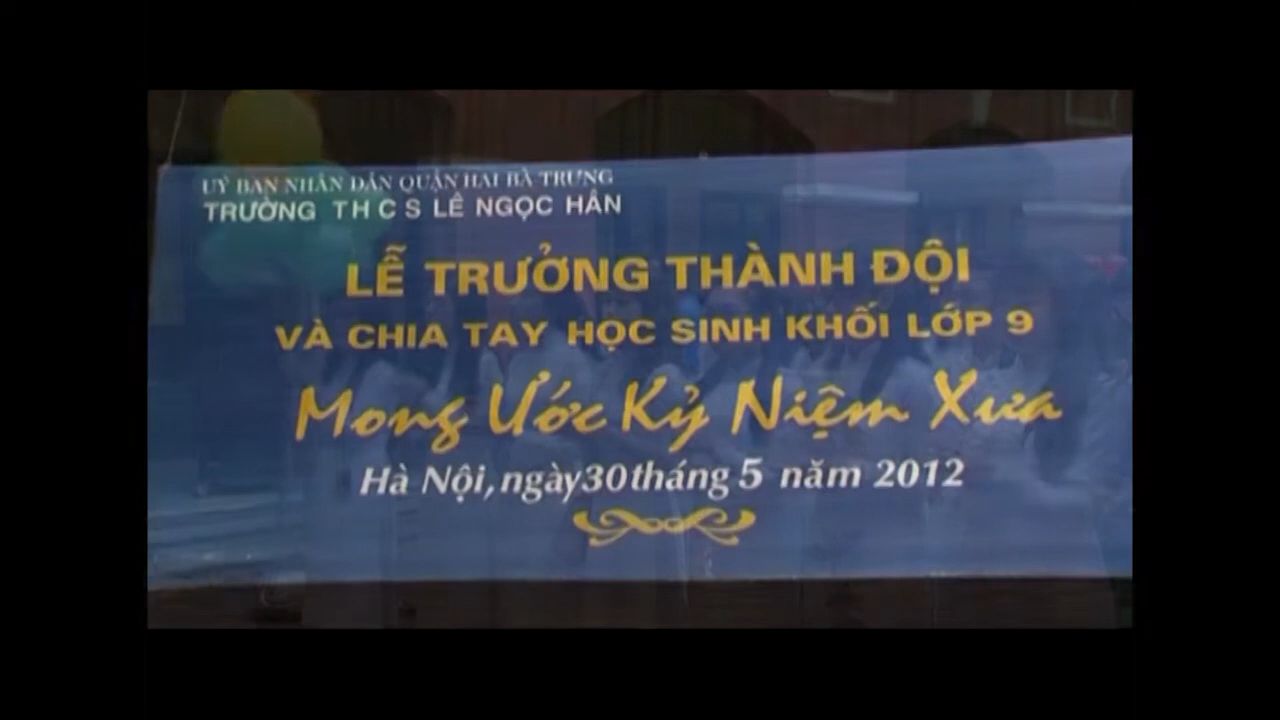 UỶ BAN NHÂN DÂN QUẬN HAI BÀ TRƯNG
TRƯỜNG THCS LÊ NGỌC HÂN
LỄ TRƯỞNG THÀNH ĐỘI
VÀ CHIA TAY HỌC SINH KHỐI LỚP 9
Mong Ước Kỷ Niệm Xưa
Hà Nội, ngày 30 tháng 5 năm 2012